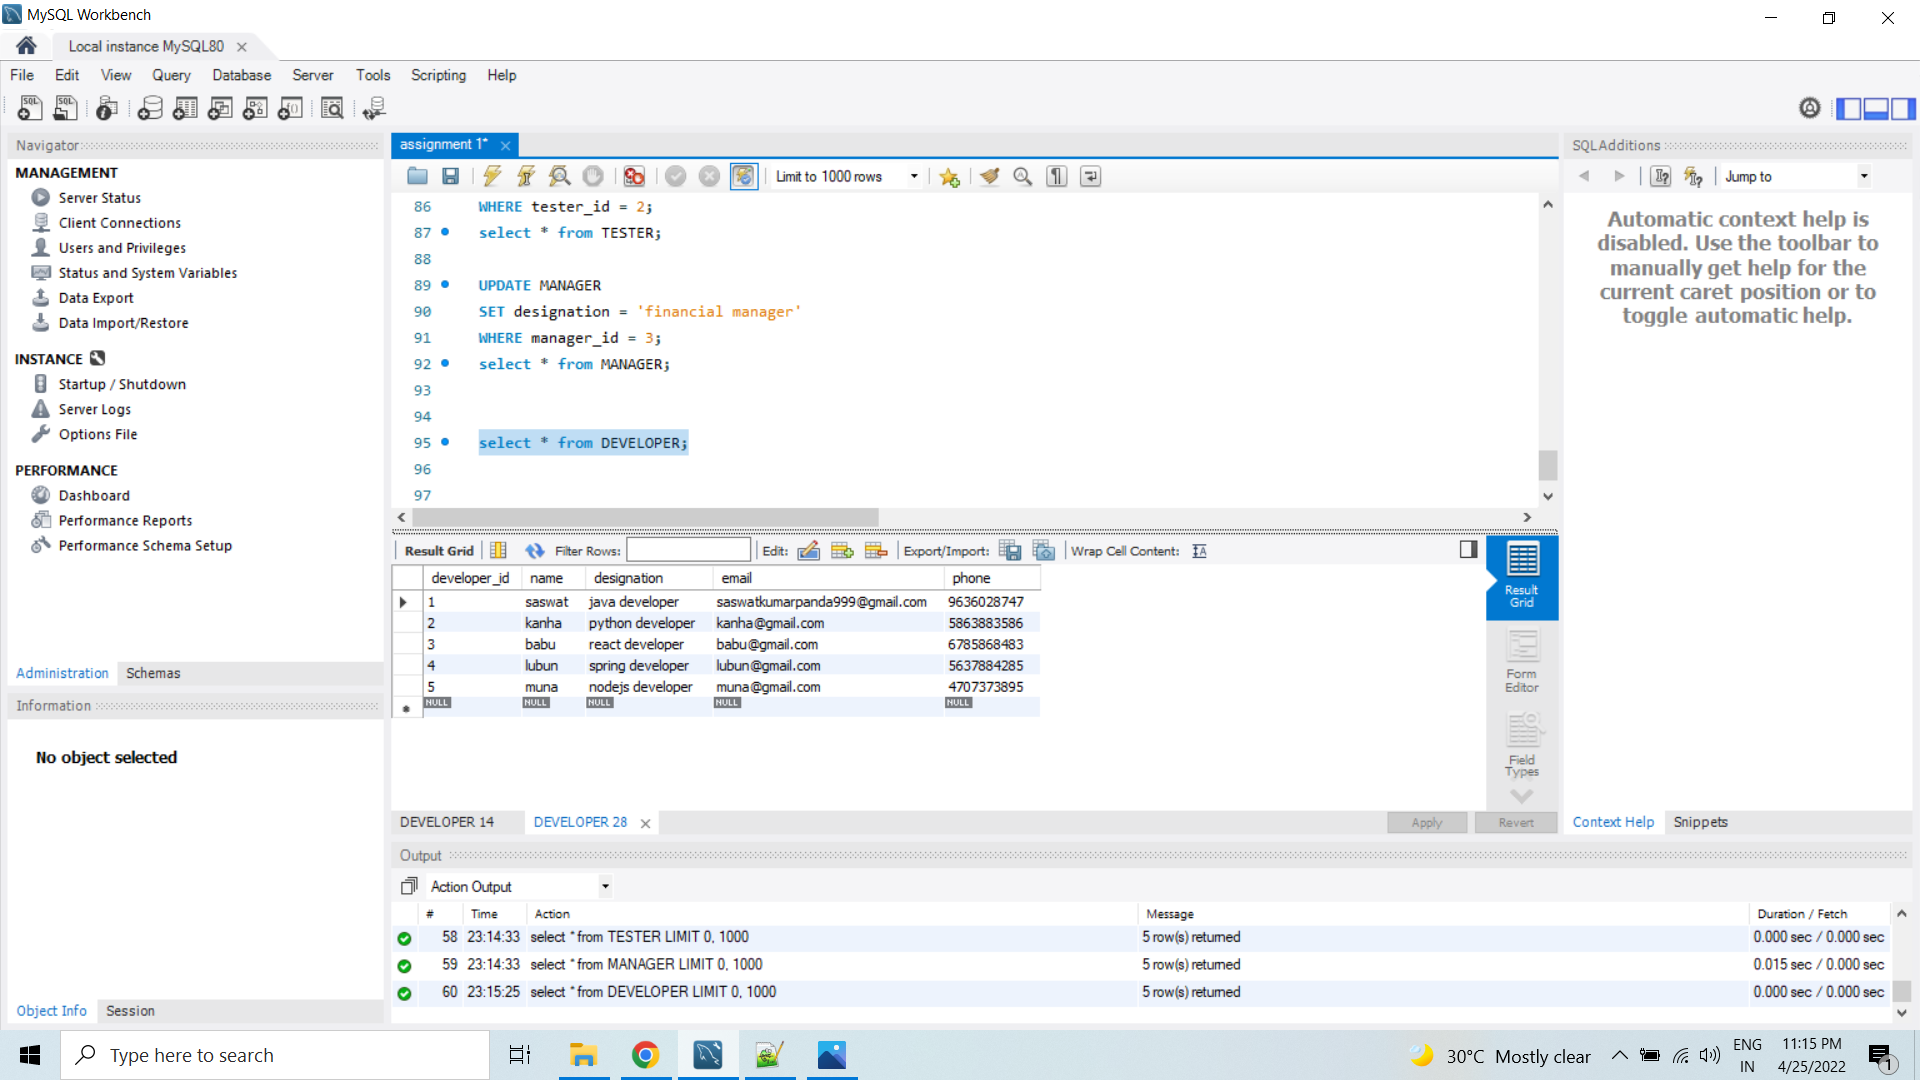 MySQL Workbench
Local instance MySQL80
File Edit View Query Database Server Tools Scripting Help
Navigator
MANAGEMENT
Server Status
Client Connections
Users and Privileges
Status and System Variables
Data Export
Data Import/Restore
INSTANCE
Startup / Shutdown
Server Logs
Options File
PERFORMANCE
Dashboard
Performance Reports
Performance Schema Setup
Administration Schemas
Information
No object selected
Object Info Session
assignment 1*
Limit to 1000 rows
86 WHERE tester_id = 2;
87 select * from TESTER;
88
89 UPDATE MANAGER
90 SET designation = 'financial manager'
91 WHERE manager_id = 3;
92 select * from MANAGER;
93
94
95 select * from DEVELOPER;
96
97
Result Grid Filter Rows: Edit: Export/Import: Wrap Cell Content:
developer_id name designation email phone
1 saswat java developer saswatkumarpanda999@gmail.com 9636028747
2 kanha python developer kanha@gmail.com 5863883586
3 babu react developer babu@gmail.com 6785868483
4 lubun spring developer lubun@gmail.com 5637884285
5 muna nodejs developer muna@gmail.com 4707373895
NULL NULL NULL NULL NULL
Result
Grid
Form
Editor
Field
Types
DEVELOPER 14 DEVELOPER 28 Apply Revert
SQLAdditions
Jump to
Automatic context help is
disabled. Use the toolbar to
manually get help for the
current caret position or to
toggle automatic help.
Context Help Snippets
Output
Action Output
# Time Action Message Duration / Fetch
58 23:14:33 select * from TESTER LIMIT 0, 1000 5 row(s) returned 0.000 sec / 0.000 sec
59 23:14:33 select * from MANAGER LIMIT 0, 1000 5 row(s) returned 0.015 sec / 0.000 sec
60 23:15:25 select * from DEVELOPER LIMIT 0, 1000 5 row(s) returned 0.000 sec / 0.000 sec
Type here to search
30°C Mostly clear
ENG
IN
11:15 PM
4/25/2022
1